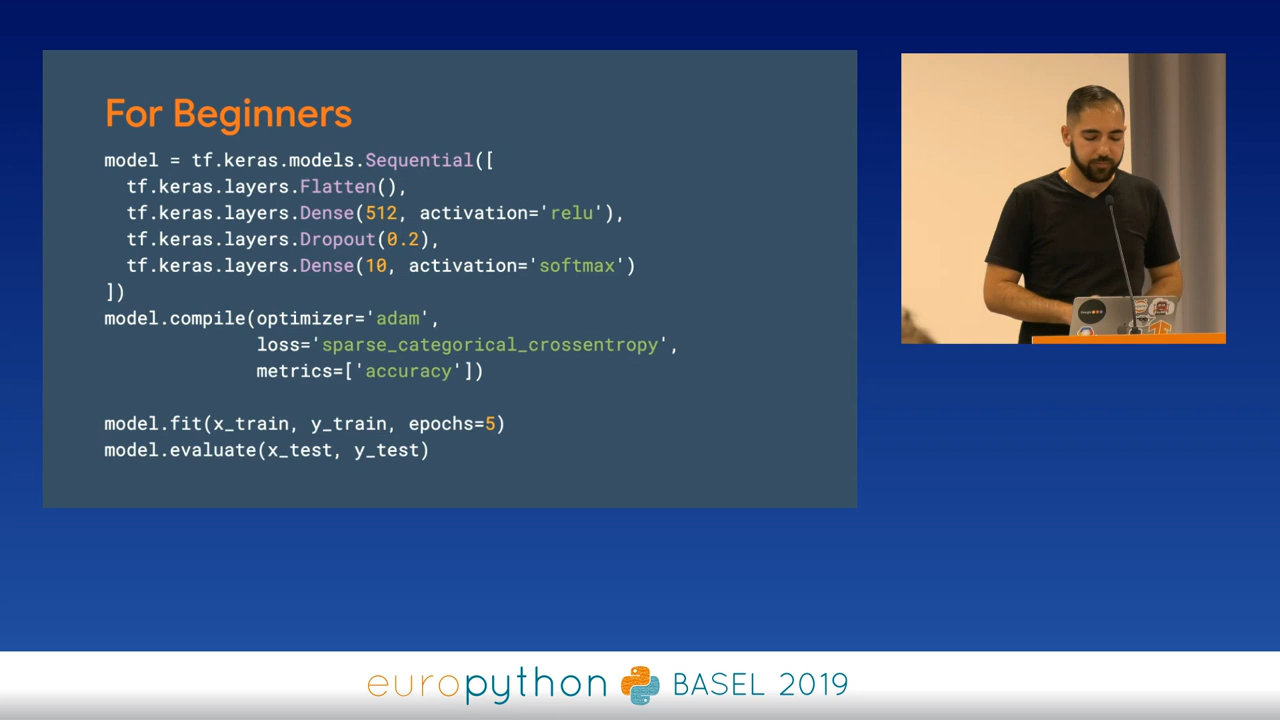 For Beginners
model = tf.keras.models.Sequential([
  tf.keras.layers.Flatten(),
  tf.keras.layers.Dense(512, activation='relu'),
  tf.keras.layers.Dropout(0.2),
  tf.keras.layers.Dense(10, activation='softmax')
])
model.compile(optimizer='adam',
              loss='sparse_categorical_crossentropy',
              metrics=['accuracy'])
model.fit(x_train, y_train, epochs=5)
model.evaluate(x_test, y_test)
europython BASEL 2019